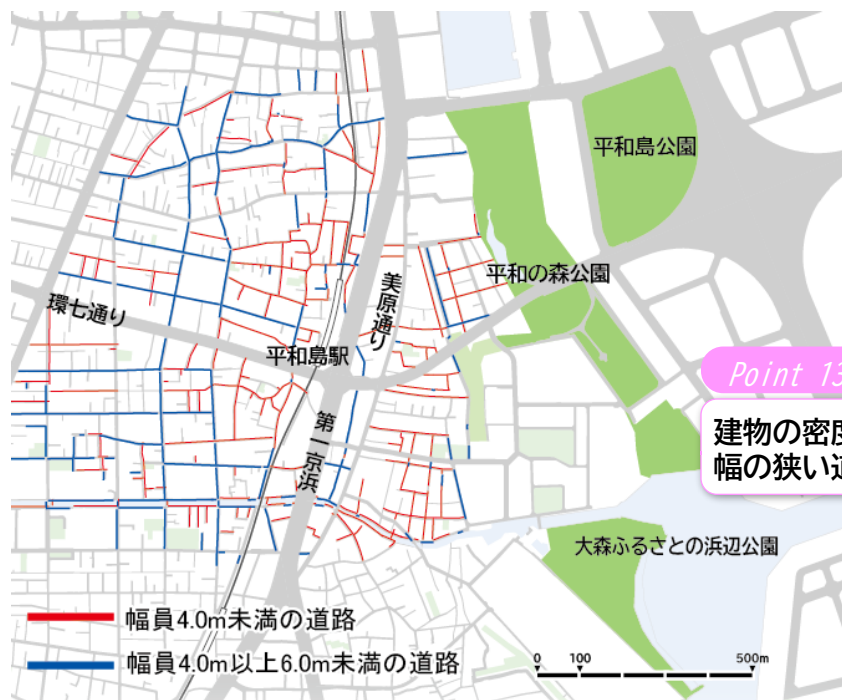 平和島公園
平和の森公園
美原通り
環七通り
平和島駅
Point 13
建物の密度
幅の狭い道
第一京浜
大森ふるさとの浜辺公園
幅員4.0m未満の道路
幅員4.0m以上6.0m未満の道路
0 100 500m